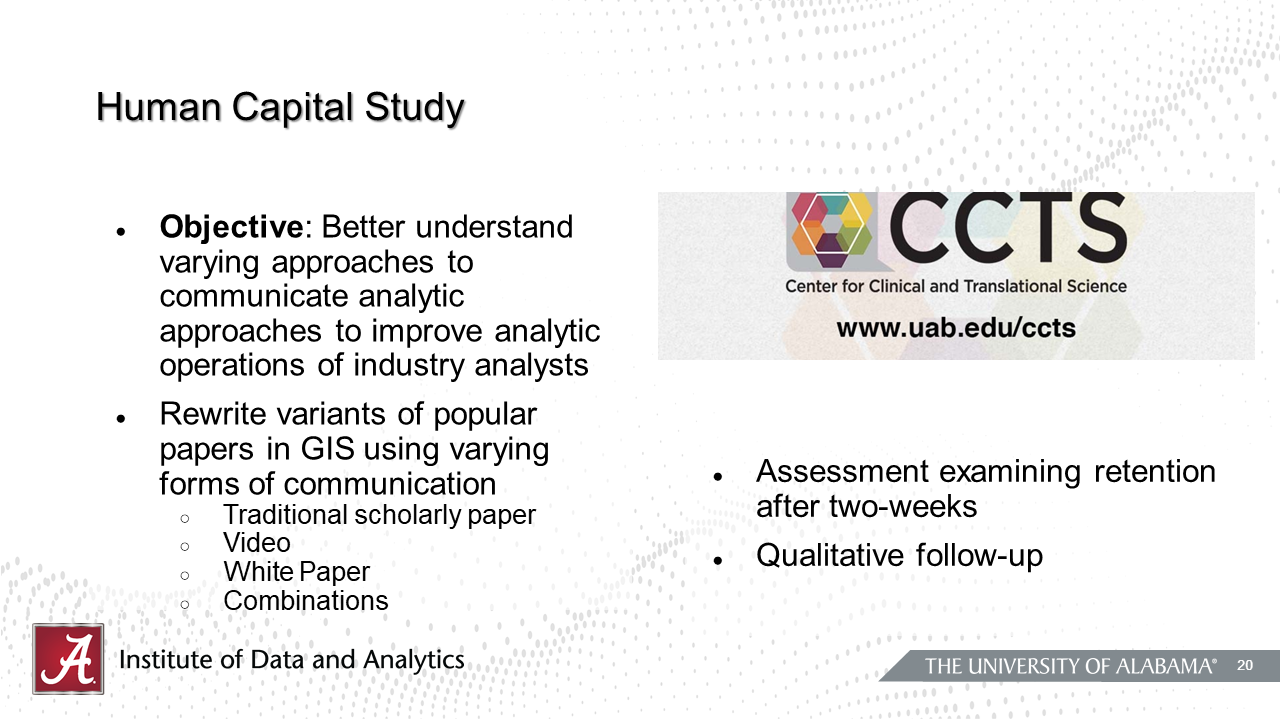 Human Capital Study
● Objective: Better understand
varying approaches to
communicate analytic
approaches to improve analytic
operations of industry analysts
● Rewrite variants of popular
papers in GIS using varying
forms of communication
○ Traditional scholarly paper
○ Video
○ White Paper
○ Combinations
CCTS
Center for Clinical and Translational Science
www.uab.edu/ccts
● Assessment examining retention
after two-weeks
● Qualitative follow-up
A
Institute of Data and Analytics
THE UNIVERSITY OF ALABAMA®
20